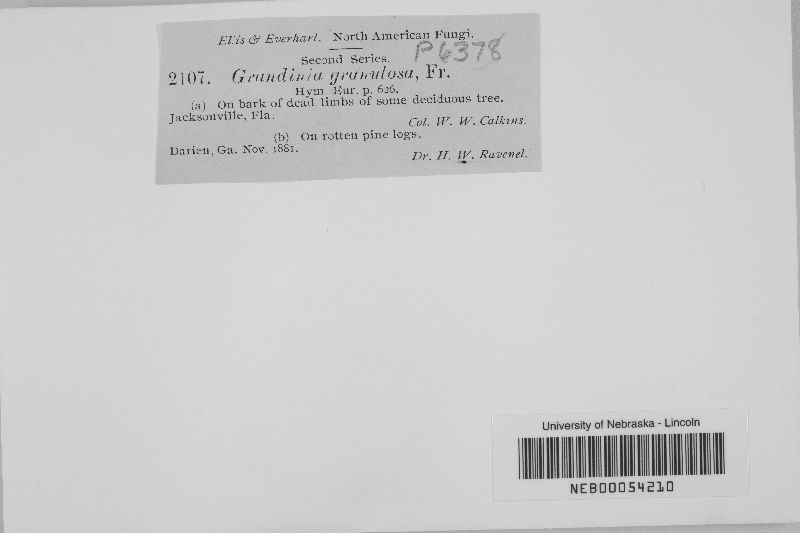 Ellis & Everhart. North American Fungi.
P6378
Second Series.
2107. Grandinia granulosa, Fr.
Hym. Eur. p. 626.
(a) On bark of dead limbs of some deciduous tree.
Jacksonville, Fla.
Col. W. W. Calkins.
(b) On rotten pine logs.
Darien, Ga. Nov. 1881.
Dr. H. W. Ravenel.
University of Nebraska - Lincoln
NEB00054210